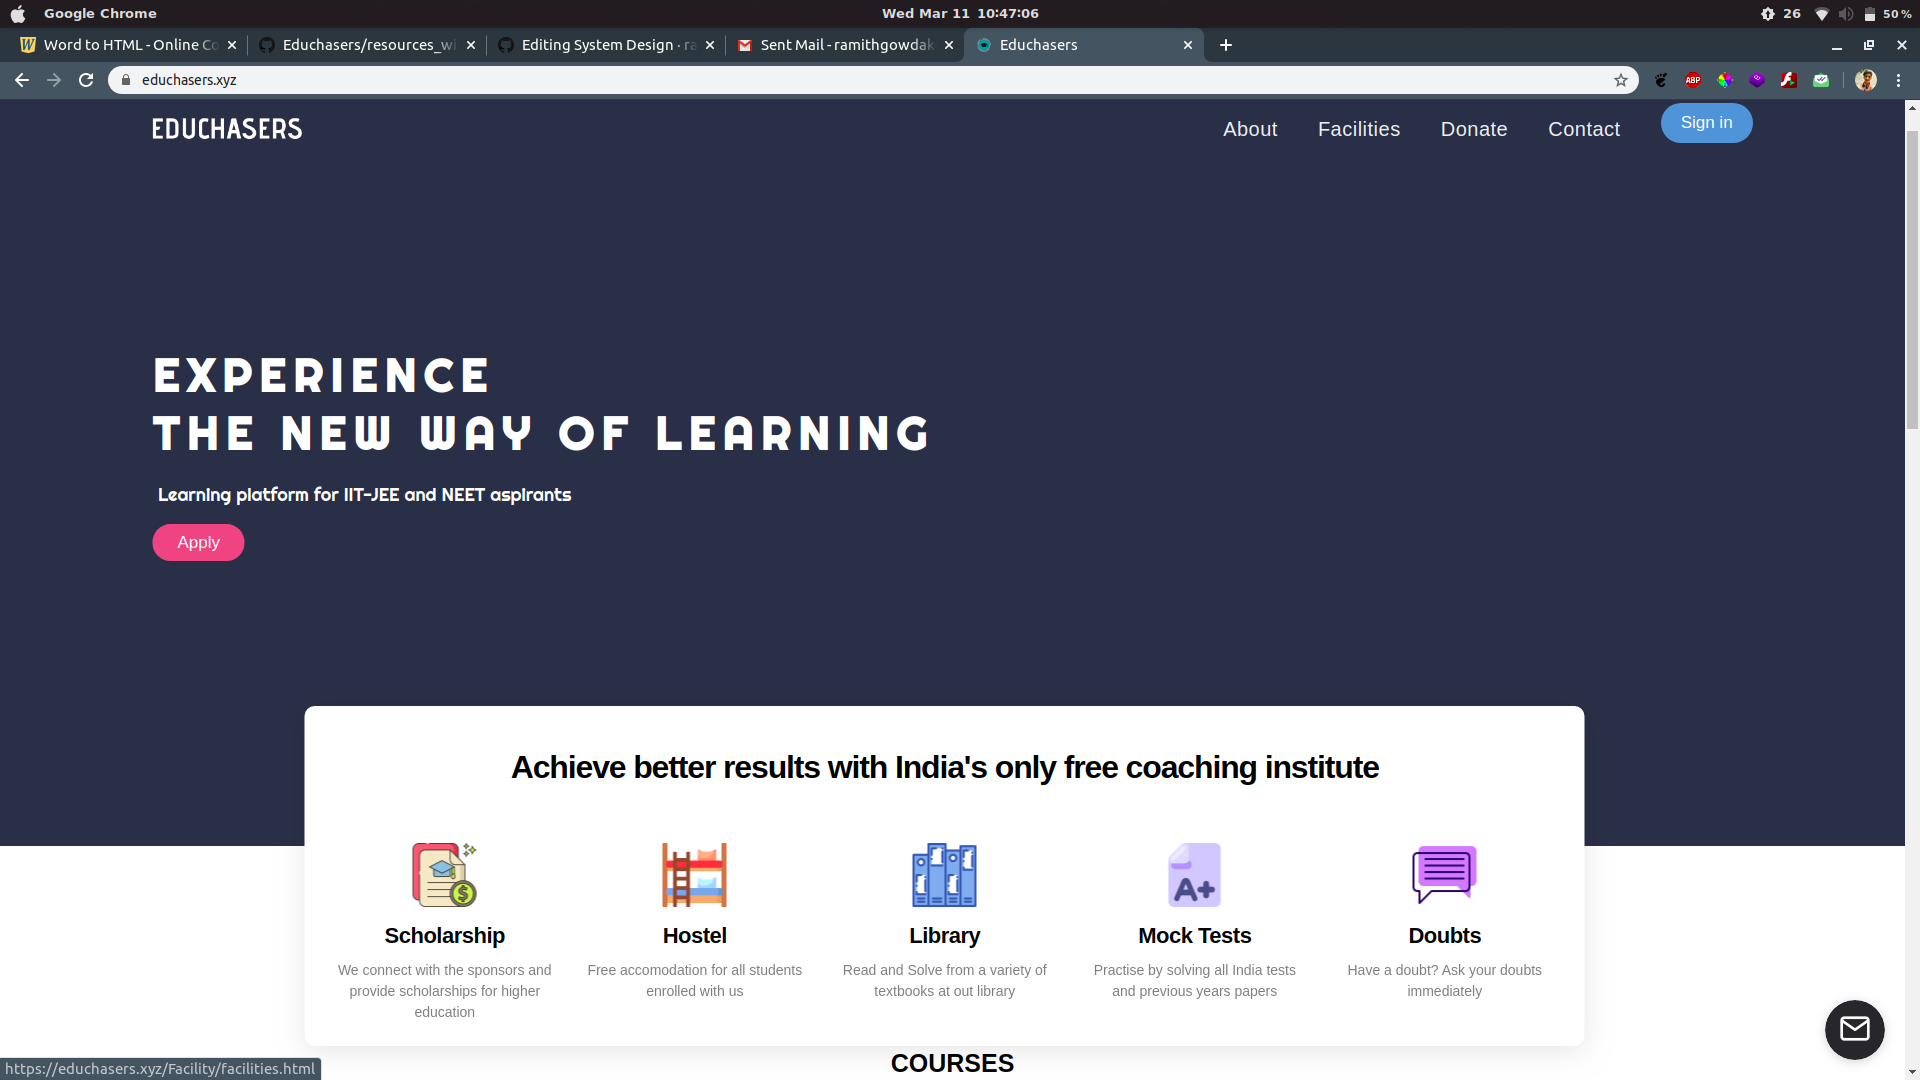 Google Chrome
Wed Mar 11 10:47:06
26
50 %
Word to HTML - Online Co
Educhasers/resources_wi
Editing System Design · ra
Sent Mail - ramithgowdak
Educhasers
educhasers.xyz
ABP
EDUCHASERS
About
Facilities
Donate
Contact
Sign in
EXPERIENCE
THE NEW WAY OF LEARNING
Learning platform for IIT-JEE and NEET aspirants
Apply
Achieve better results with India's only free coaching institute
A+
Scholarship
Hostel
Library
Mock Tests
Doubts
We connect with the sponsors and
provide scholarships for higher
education
Free accomodation for all students
enrolled with us
Read and Solve from a variety of
textbooks at out library
Practise by solving all India tests
and previous years papers
Have a doubt? Ask your doubts
immediately
COURSES
https://educhasers.xyz/Facility/facilities.html